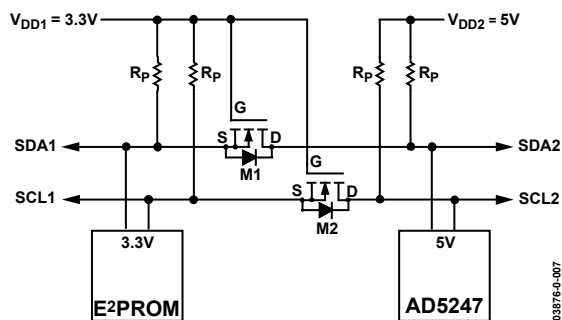 VDD1 = 3.3V VDD2 = 5V
RP RP RP RP
G
SDA1 S D SDA2
M1 G
SCL1 S D SCL2
M2
3.3V 5V
E2PROM AD5247
03876-0-007